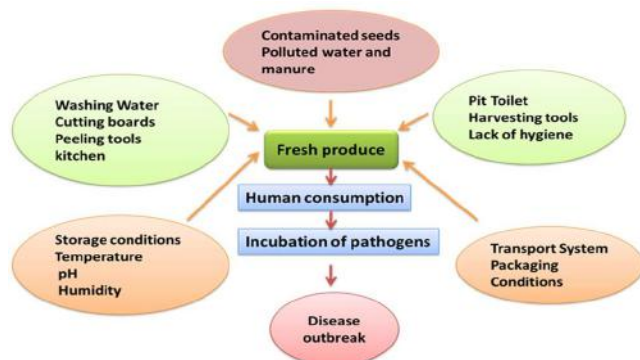 Contaminated seeds
Polluted water and
manure
Washing Water
Cutting boards
Peeling tools
kitchen
Pit Toilet
Harvesting tools
Lack of hygiene
Fresh produce
Human consumption
Incubation of pathogens
Storage conditions
Temperature
pH
Humidity
Transport System
Packaging
Conditions
Disease
outbreak